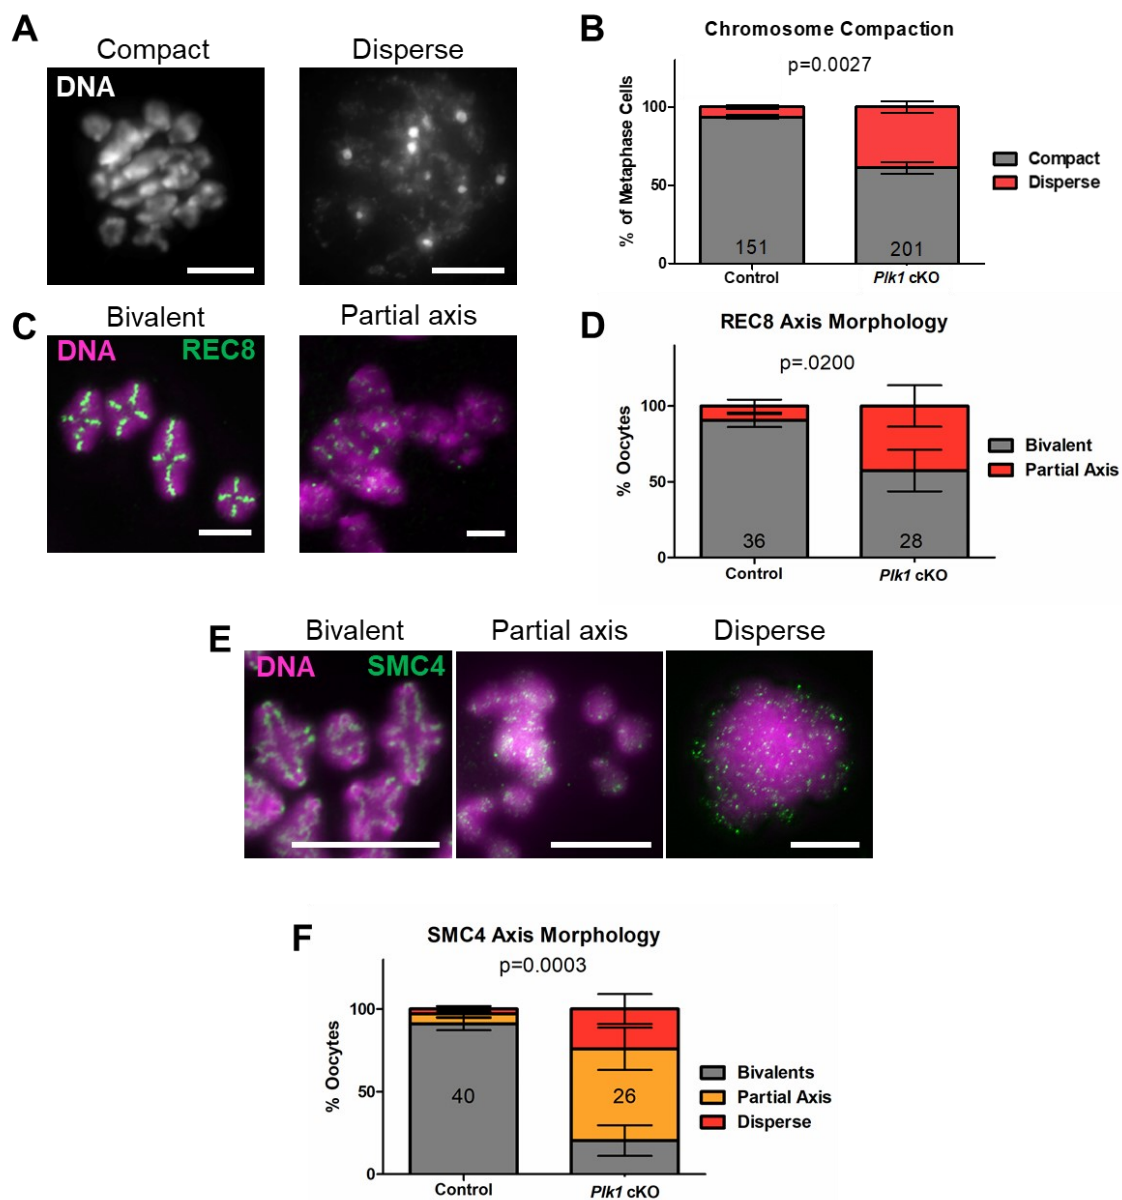 A
Compact
Disperse
DNA
B
Chromosome Compaction
p=0.0027
% of Metaphase Cells
100
50
0
151
201
Control
Plk1 cKO
Compact
Disperse
C
Bivalent
Partial axis
DNA
REC8
D
REC8 Axis Morphology
p=.0200
% Oocytes
100
50
0
36
28
Control
Plk1 cKO
Bivalent
Partial Axis
E
Bivalent
Partial axis
Disperse
DNA
SMC4
F
SMC4 Axis Morphology
p=0.0003
% Oocytes
100
50
0
40
26
Control
Plk1 cKO
Bivalents
Partial Axis
Disperse